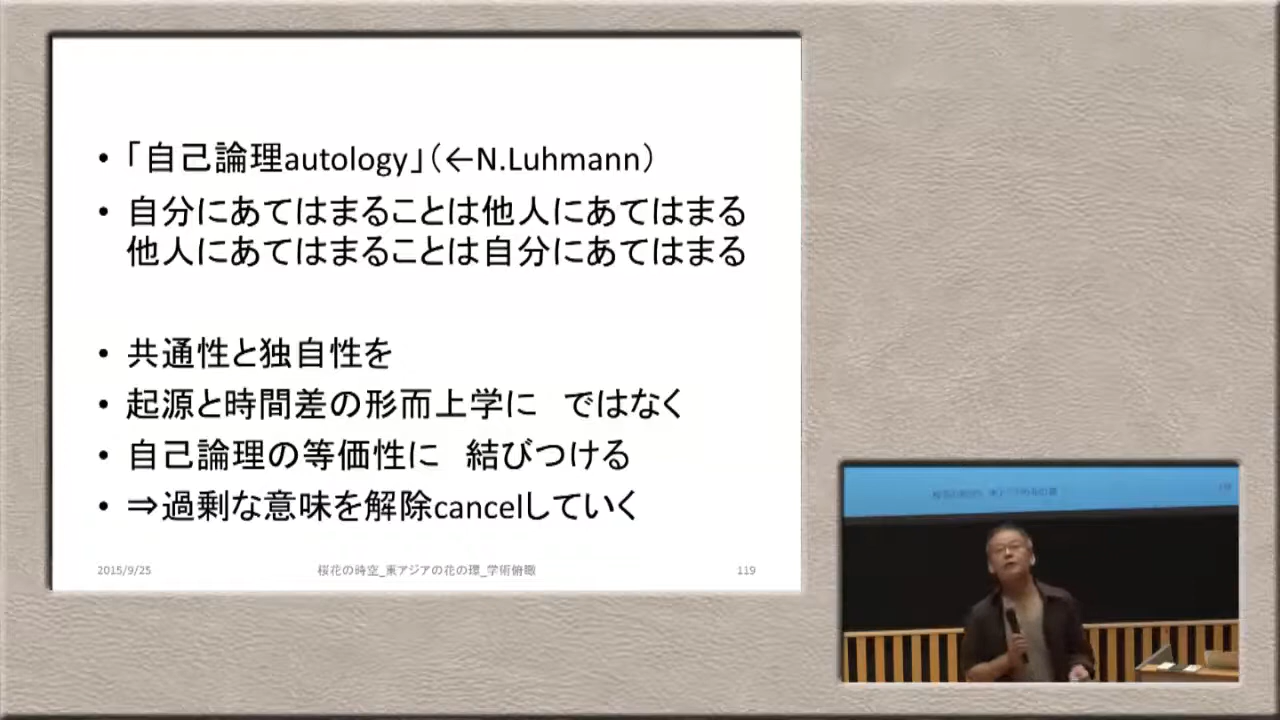 ・「自己論理autology」（←N.Luhmann）
・自分にあてはまることは他人にあてはまる
他人にあてはまることは自分にあてはまる
・共通性と独自性を
・起源と時間差の形而上学に　ではなく
・自己論理の等価性に　結びつける
・⇒過剰な意味を解除cancelしていく
2015/9/25
桜花の時空_東アジアの花の環_学術俯瞰
119